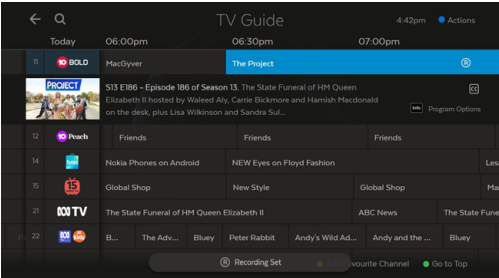 TV Guide
4:42pm Actions
Today 06:00pm 06:30pm 07:00pm
11 10 BOLD MacGyver The Project R
PROJECT
S13 E186 - Episode 186 of Season 13. The State Funeral of HM Queen CC
Elizabeth II hosted by Waleed Aly, Carrie Bickmore and Hamish Macdonald
on the desk, plus Lisa Wilkinson and Sandra Sul... Info Program Options
12 10 Peach Friends Friends Friends
14 tvsn Nokia Phones on Android NEW Eyes on Floyd Fashion Les
15 15 Global Shop New Style Global Shop Ma
21 TV The State Funeral of HM Queen Elizabeth II ABC News The State Fune
22 B... The Adv... Bluey Peter Rabbit Andy's Wild Ad... Andy and the ... Bluey
R Recording Set
Favourite Channel Go to Top